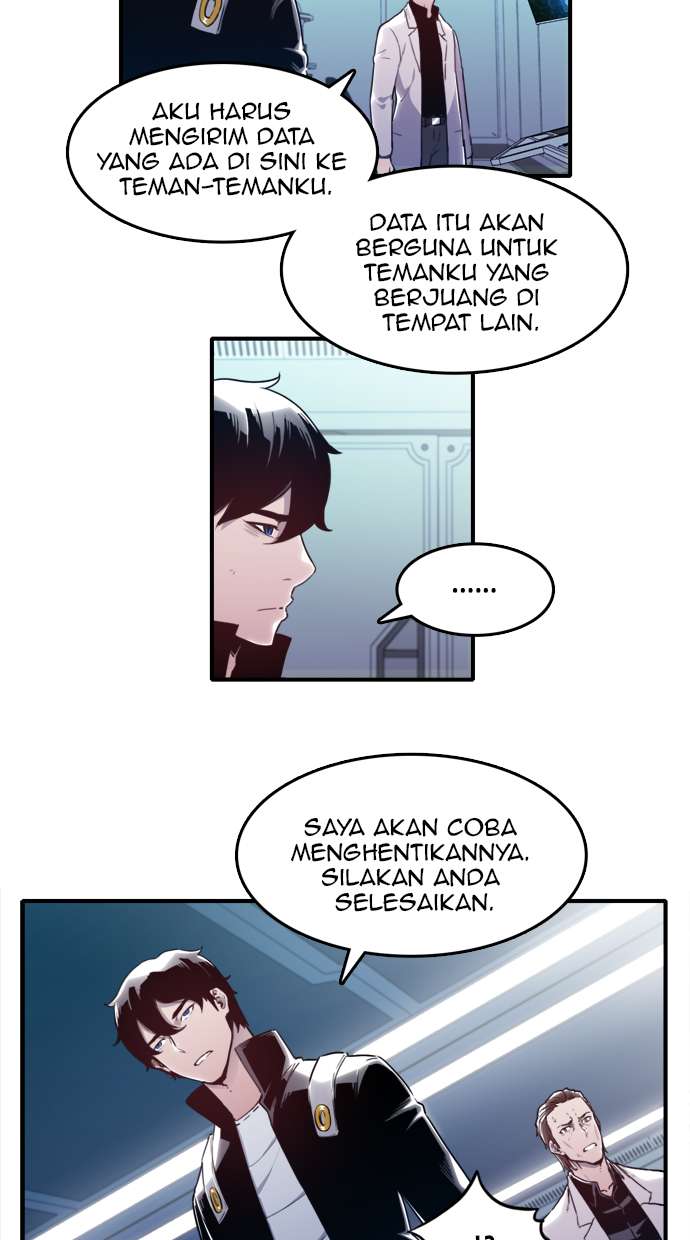 AKU HARUS
MENGIRIM DATA
YANG ADA DI SINI KE
TEMAN-TEMANKU.
DATA ITU AKAN
BERGUNA UNTUK
TEMANKU YANG
BERJUANG DI
TEMPAT LAIN.
......
SAYA AKAN COBA
MENGHENTIKANNYA.
SILAKAN ANDA
SELESAIKAN.